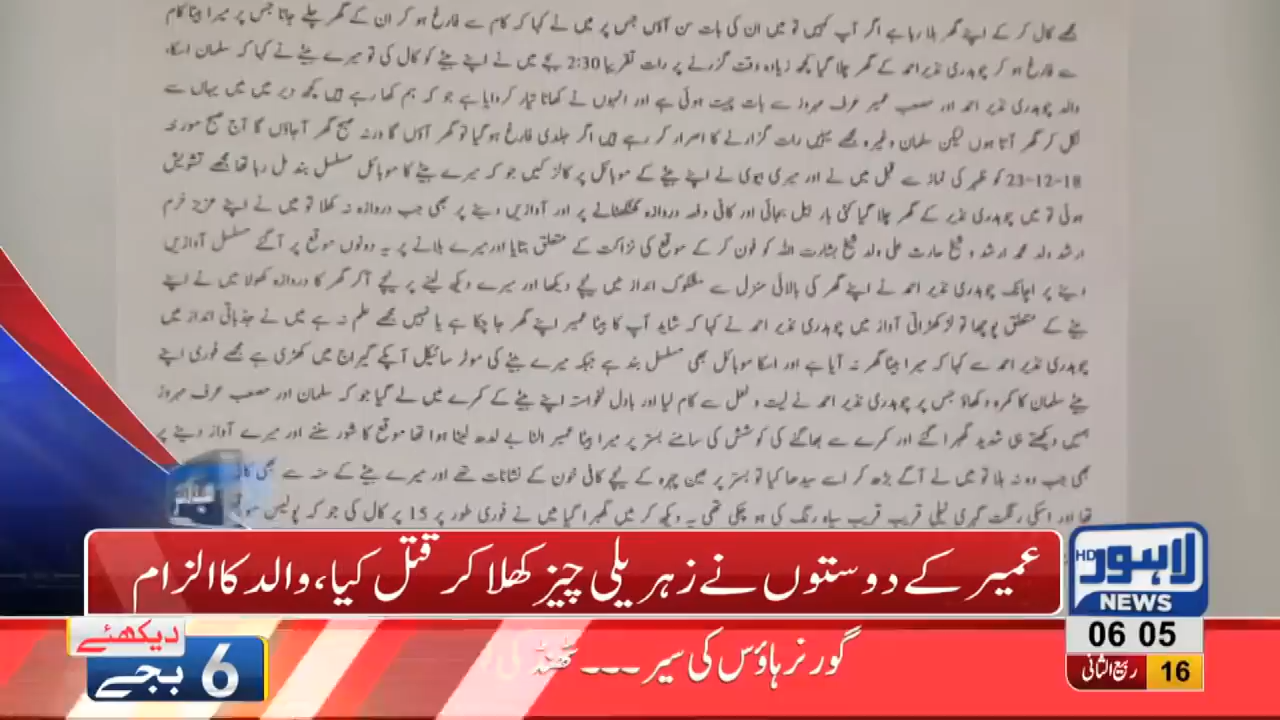 مجھے کال کر کے اپنے گھر بلا رہا ہے اگر آپ کہیں تو میں ان کی بات سن آؤں جس پر میں نے کہا کہ کام سے فارغ ہو کر ان کے گھر چلے جانا جس پر میرا بیٹا کام
سے فارغ ہو کر چوہدری نذیر احمد کے گھر چلا گیا کچھ زیادہ وقت گزرنے پر رات تقریبا 2:30 بجے میں نے اپنے بیٹے کو کال کی تو میرے بیٹے نے کہا کہ سلمان اسکا
والد چوہدری نذیر احمد اور مصعب عمیر عرف مہروز سے بات چیت ہوئی ہے اور انہوں نے کھانا تیار کروایا ہے جو کہ ہم کھا رہے ہیں کچھ دیر میں میں یہاں سے
نکل کر گھر آتا ہوں لیکن سلمان وغیرہ مجھے یہیں رات گزارنے کا اصرار کر رہے ہیں اگر جلدی فارغ ہو گیا تو گھر آؤں گا ورنہ صبح گھر آجاؤں گا آج صبح مورخہ
23-12-18 کو ظہر کی نماز سے قبل میں نے اور میری بیوی نے اپنے بیٹے کے موبائل پر کالز کیں جو کہ میرے بیٹے کا موبائل مسلسل بند مل رہا تھا مجھے تشویش
ہوئی تو میں چوہدری نذیر کے گھر چلا گیا کئی بار بیل بجائی اور کافی دفعہ دروازہ کھٹکھٹانے پر اور آوازیں دینے پر بھی جب دروازہ نہ کھلا تو میں نے اپنے عزیز خرم
ارشد ولد محمد ارشد و شیخ حارث علی ولد شیخ بشارت اللہ کو فون کر کے موقع کی نزاکت کے متعلق بتایا اور میرے بلانے پر یہ دونوں موقع پر آگئے مسلسل آوازیں
دینے پر اچانک چوہدری نذیر احمد نے اپنے گھر کی بالائی منزل سے مشکوک انداز میں نیچے دیکھا اور میرے دیکھ لینے پر نیچے آکر گھر کا دروازہ کھولا میں نے اپنے
بیٹے کے متعلق پوچھا تو لڑکھڑاتی آواز میں چوہدری نذیر احمد نے کہا کہ شاید آپ کا بیٹا عمیر اپنے گھر جا چکا ہے یا نہیں مجھے علم نہ ہے میں نے جذباتی انداز میں
چوہدری نذیر احمد سے کہا کہ میرا بیٹا گھر نہ آیا ہے اور اسکا موبائل بھی مسلسل بند ہے جبکہ میرے بیٹے کی موٹر سائیکل آپکے گیراج میں کھڑی ہے مجھے فوری اپنے
بیٹے سلمان کا کمرہ دکھاؤ جس پر چوہدری نذیر احمد نے لیت و لعل سے کام لیا اور بادل نخواستہ اپنے بیٹے کے کمرے میں لے گیا جو کہ سلمان اور مصعب عرف مہروز
ہمیں دیکھتے ہی شدید گھبرا گئے اور کمرے سے بھاگنے کی کوشش کی سامنے بستر پر میرا بیٹا عمیر الٹا بے لدھ لیٹا ہوا تھا موقع کا شور سننے اور میرے آواز دینے پر
بھی جب وہ نہ ہلا تو میں نے آگے بڑھ کر اسے سیدھا کیا تو بستر پر عین چہرہ کے نیچے کافی خون کے نشانات تھے اور میرے بیٹے کے منہ سے بھی
تھا اور اسکی رنگت گہری نیلی قریب قریب سیاہ رنگ کی ہو چکی تھی یہ دیکھ کر میں گھبرا گیا میں نے فوری طور پر 15 پر کال کی جو کہ پولیس
عمیر کے دوستوں نے زہریلی چیز کھلا کر قتل کیا، والد کا الزام
لاہور HD
NEWS
06 05
16 ربیع الثانی
گورنر ہاؤس کی سیر ۔۔۔ ٹھنڈ کی
دیکھئے
6 بجے